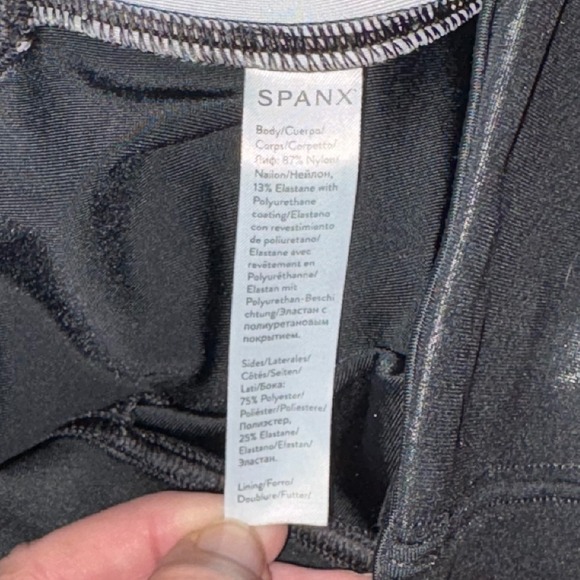 SPANX
Body/Cuerpo/
Corps/Corpetto/
Лиф: 87% Nylon/
Nailon/Нейлон,
13% Elastane with
Polyurethane
coating/Elastano
con revestimiento
de poliuretano/
Elastane avec
revêtement en
Polyuréthanne/
Elastan mit
Polyurethan-Beschi
chtung/Эластан с
полиуретановым
покрытием.
Sides/Laterales/
Côtés/Seiten/
Lati/Бока:
75% Polyester/
Poliéster/Poliestere/
Полиэстер,
25% Elastane/
Elastano/Elastan/
Эластан.
Lining/Forro/
Doublure/Futter/